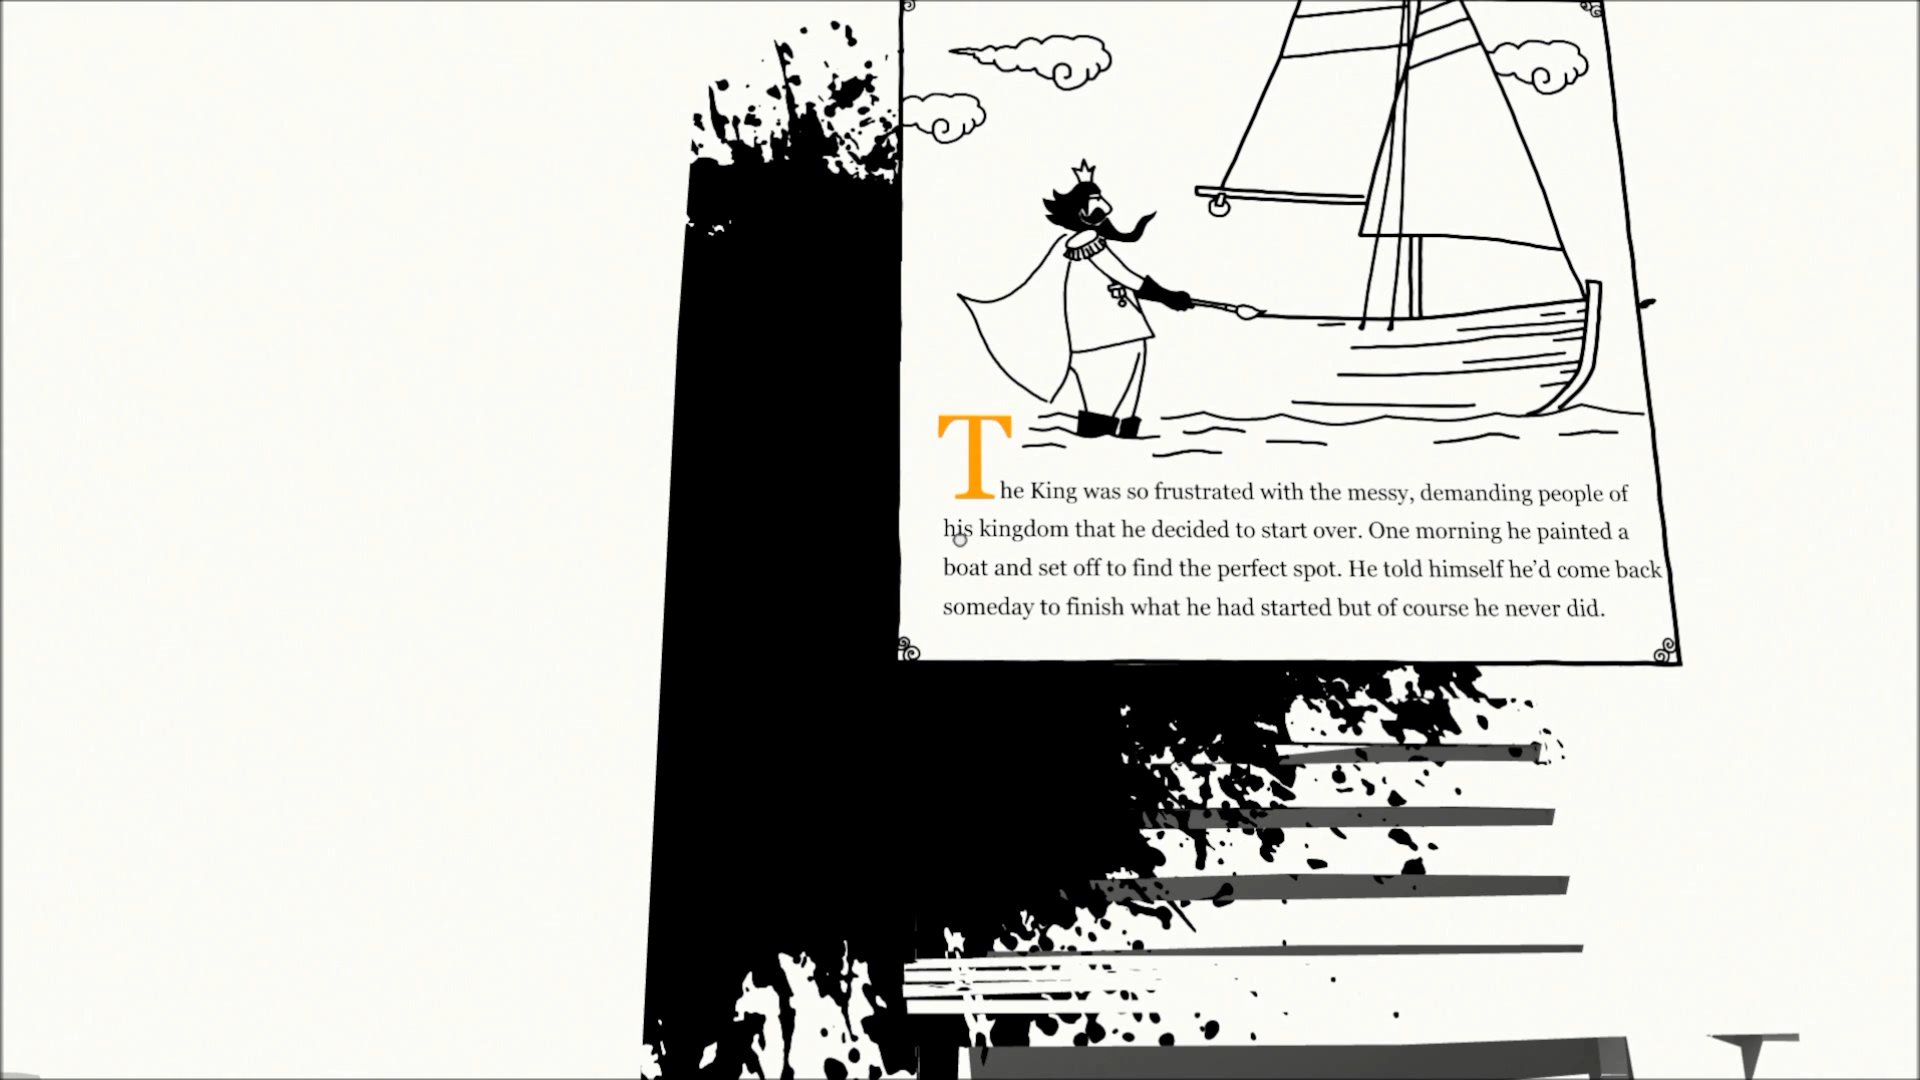 The King was so frustrated with the messy, demanding people of
his kingdom that he decided to start over. One morning he painted a
boat and set off to find the perfect spot. He told himself he’d come back
someday to finish what he had started but of course he never did.